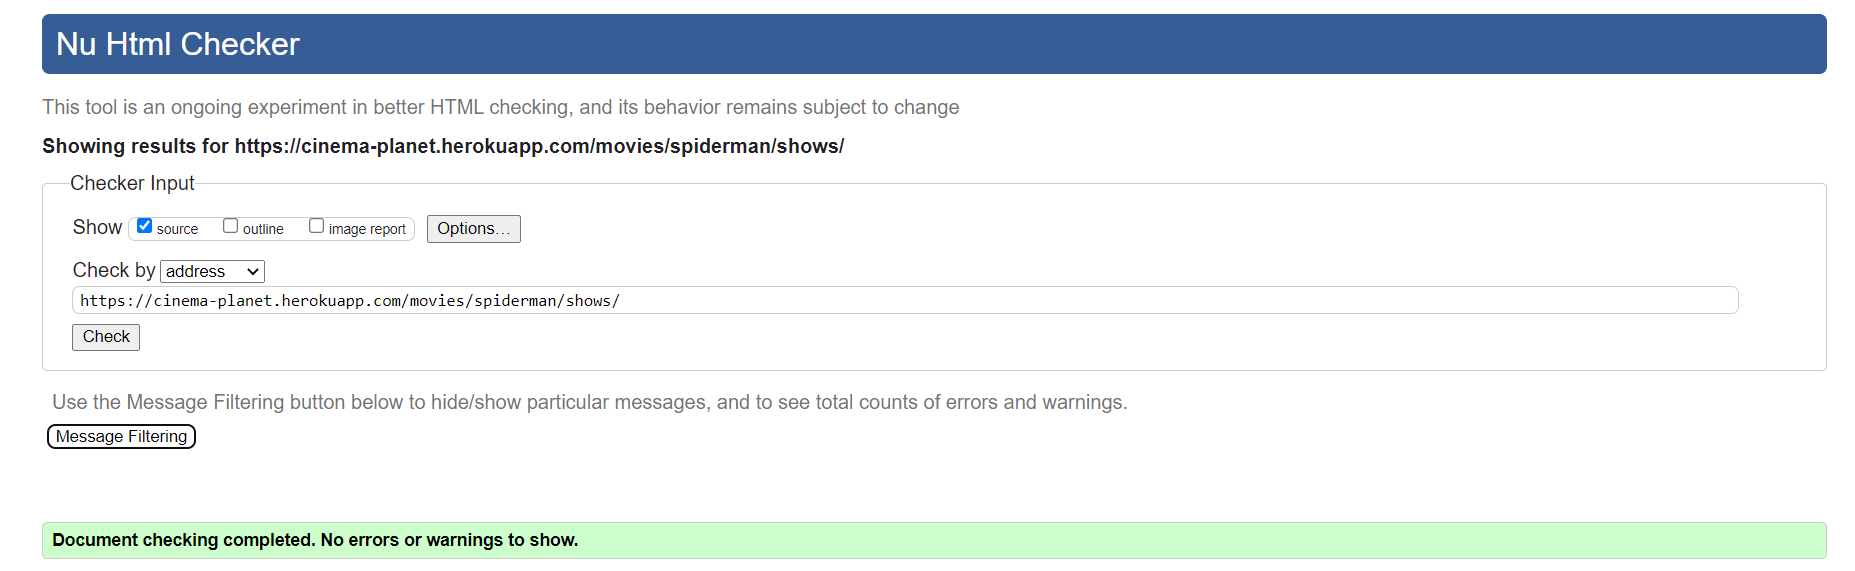 Nu Html Checker
This tool is an ongoing experiment in better HTML checking, and its behavior remains subject to change
Showing results for https://cinema-planet.herokuapp.com/movies/spiderman/shows/
Checker Input
Show source outline image report Options...
Check by address
https://cinema-planet.herokuapp.com/movies/spiderman/shows/
Check
Use the Message Filtering button below to hide/show particular messages, and to see total counts of errors and warnings.
Message Filtering
Document checking completed. No errors or warnings to show.